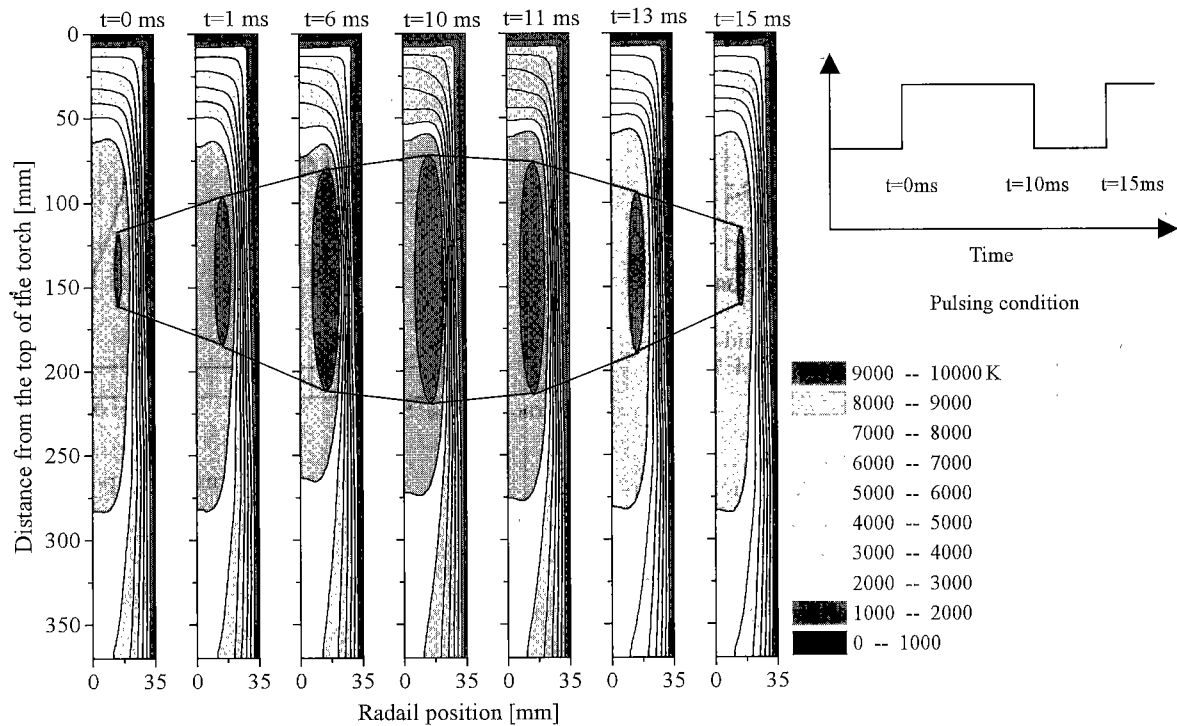 t=0 ms t=1 ms t=6 ms t=10 ms t=11 ms t=13 ms t=15 ms
0
50
100
150
200
250
300
350
Distance from the top of the torch [mm]
0 35 0 35 0 35 0 35 0 35 0 35 0 35
Radail position [mm]
t=0ms t=10ms t=15ms
Time
Pulsing condition
9000 -- 10000 K
8000 -- 9000
7000 -- 8000
6000 -- 7000
5000 -- 6000
4000 -- 5000
3000 -- 4000
2000 -- 3000
1000 -- 2000
0 -- 1000